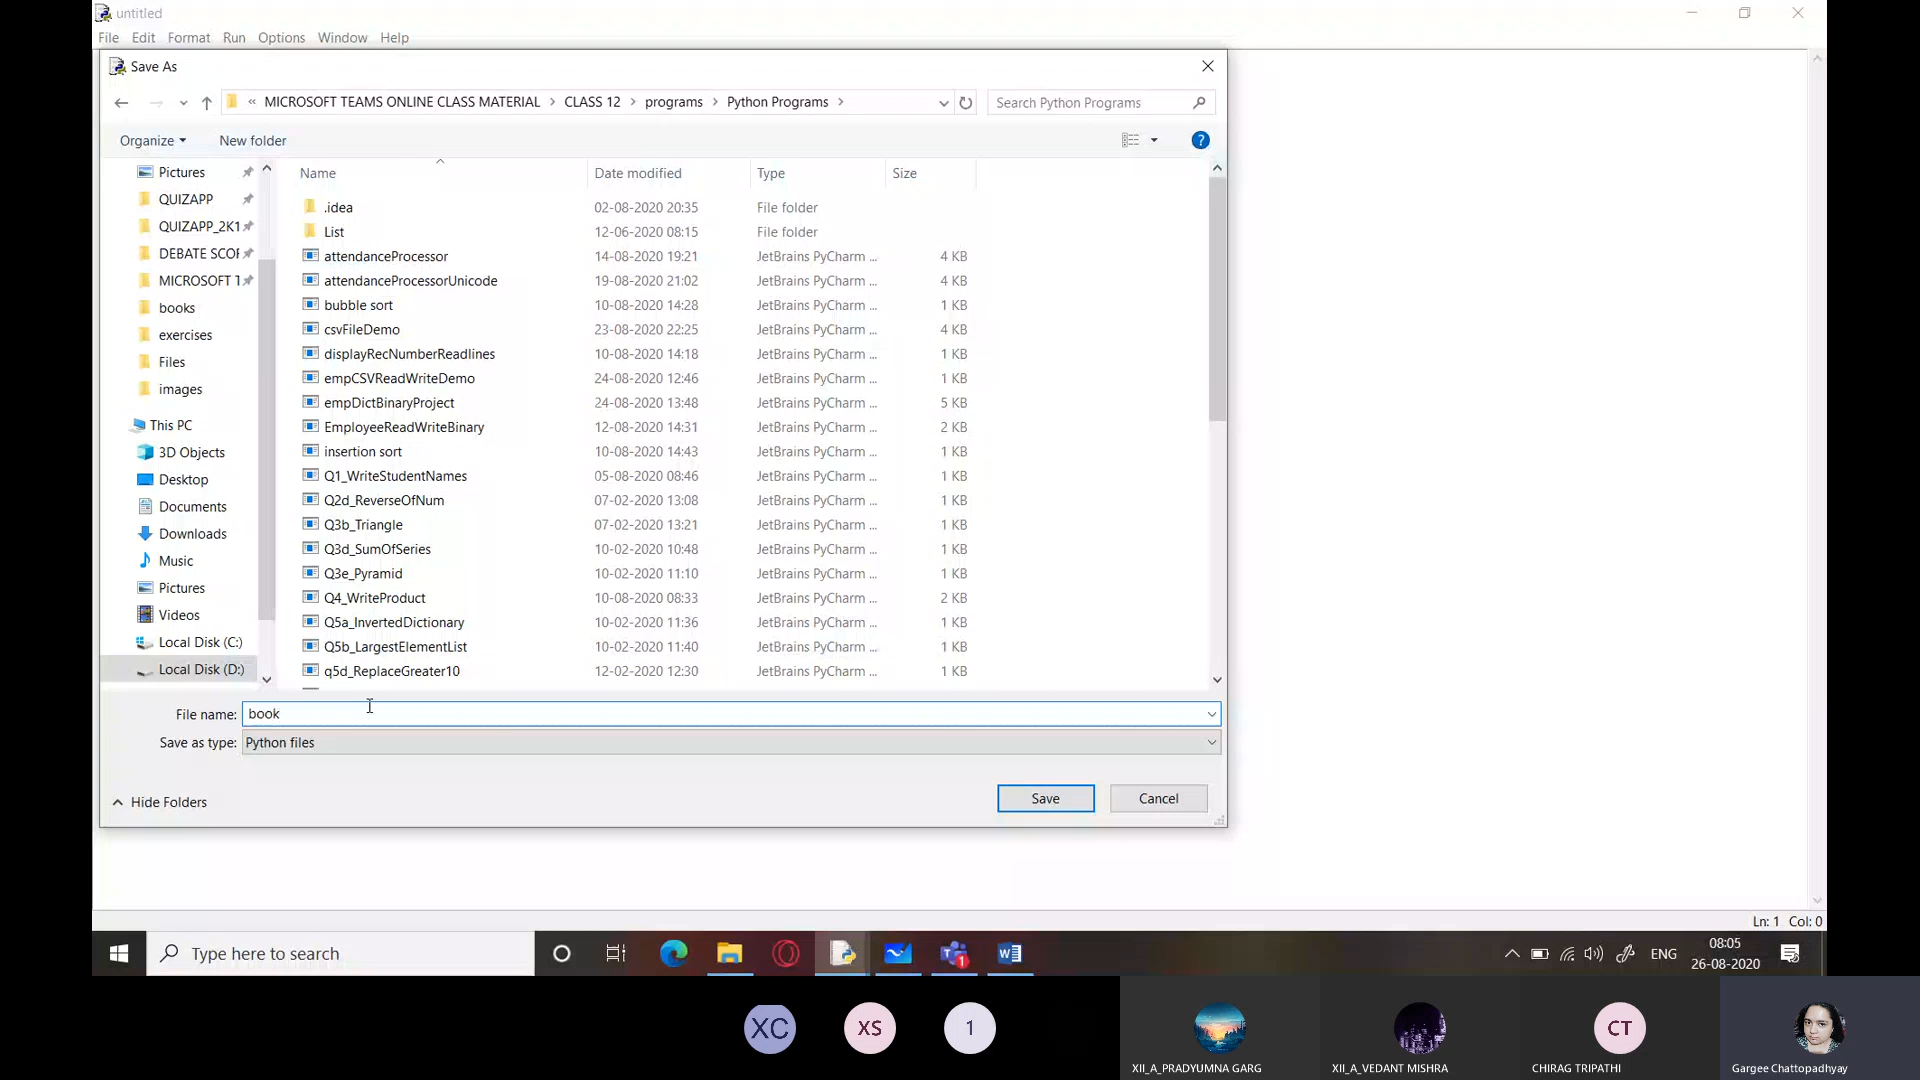 untitled
File Edit Format Run Options Window Help
Save As
« MICROSOFT TEAMS ONLINE CLASS MATERIAL > CLASS 12 > programs > Python Programs >
Search Python Programs
Organize
New folder
Name Date modified Type Size
Pictures
QUIZAPP
QUIZAPP_2K1
DEBATE SCOF
MICROSOFT T
books
exercises
Files
images
This PC
3D Objects
Desktop
Documents
Downloads
Music
Pictures
Videos
Local Disk (C:)
Local Disk (D:)
.idea 02-08-2020 20:35 File folder
List 12-06-2020 08:15 File folder
attendanceProcessor 14-08-2020 19:21 JetBrains PyCharm ... 4 KB
attendanceProcessorUnicode 19-08-2020 21:02 JetBrains PyCharm ... 4 KB
bubble sort 10-08-2020 14:28 JetBrains PyCharm ... 1 KB
csvFileDemo 23-08-2020 22:25 JetBrains PyCharm ... 4 KB
displayRecNumberReadlines 10-08-2020 14:18 JetBrains PyCharm ... 1 KB
empCSVReadWriteDemo 24-08-2020 12:46 JetBrains PyCharm ... 1 KB
empDictBinaryProject 24-08-2020 13:48 JetBrains PyCharm ... 5 KB
EmployeeReadWriteBinary 12-08-2020 14:31 JetBrains PyCharm ... 2 KB
insertion sort 10-08-2020 14:43 JetBrains PyCharm ... 1 KB
Q1_WriteStudentNames 05-08-2020 08:46 JetBrains PyCharm ... 1 KB
Q2d_ReverseOfNum 07-02-2020 13:08 JetBrains PyCharm ... 1 KB
Q3b_Triangle 07-02-2020 13:21 JetBrains PyCharm ... 1 KB
Q3d_SumOfSeries 10-02-2020 10:48 JetBrains PyCharm ... 1 KB
Q3e_Pyramid 10-02-2020 11:10 JetBrains PyCharm ... 1 KB
Q4_WriteProduct 10-08-2020 08:33 JetBrains PyCharm ... 2 KB
Q5a_InvertedDictionary 10-02-2020 11:36 JetBrains PyCharm ... 1 KB
Q5b_LargestElementList 10-02-2020 11:40 JetBrains PyCharm ... 1 KB
q5d_ReplaceGreater10 12-02-2020 12:30 JetBrains PyCharm ... 1 KB
File name: book
Save as type: Python files
Hide Folders
Save Cancel
Ln: 1 Col: 0
Type here to search
1
ENG
08:05
26-08-2020
XC XS 1 CT
XII_A_PRADYUMNA GARG XII_A_VEDANT MISHRA CHIRAG TRIPATHI Gargee Chattopadhyay